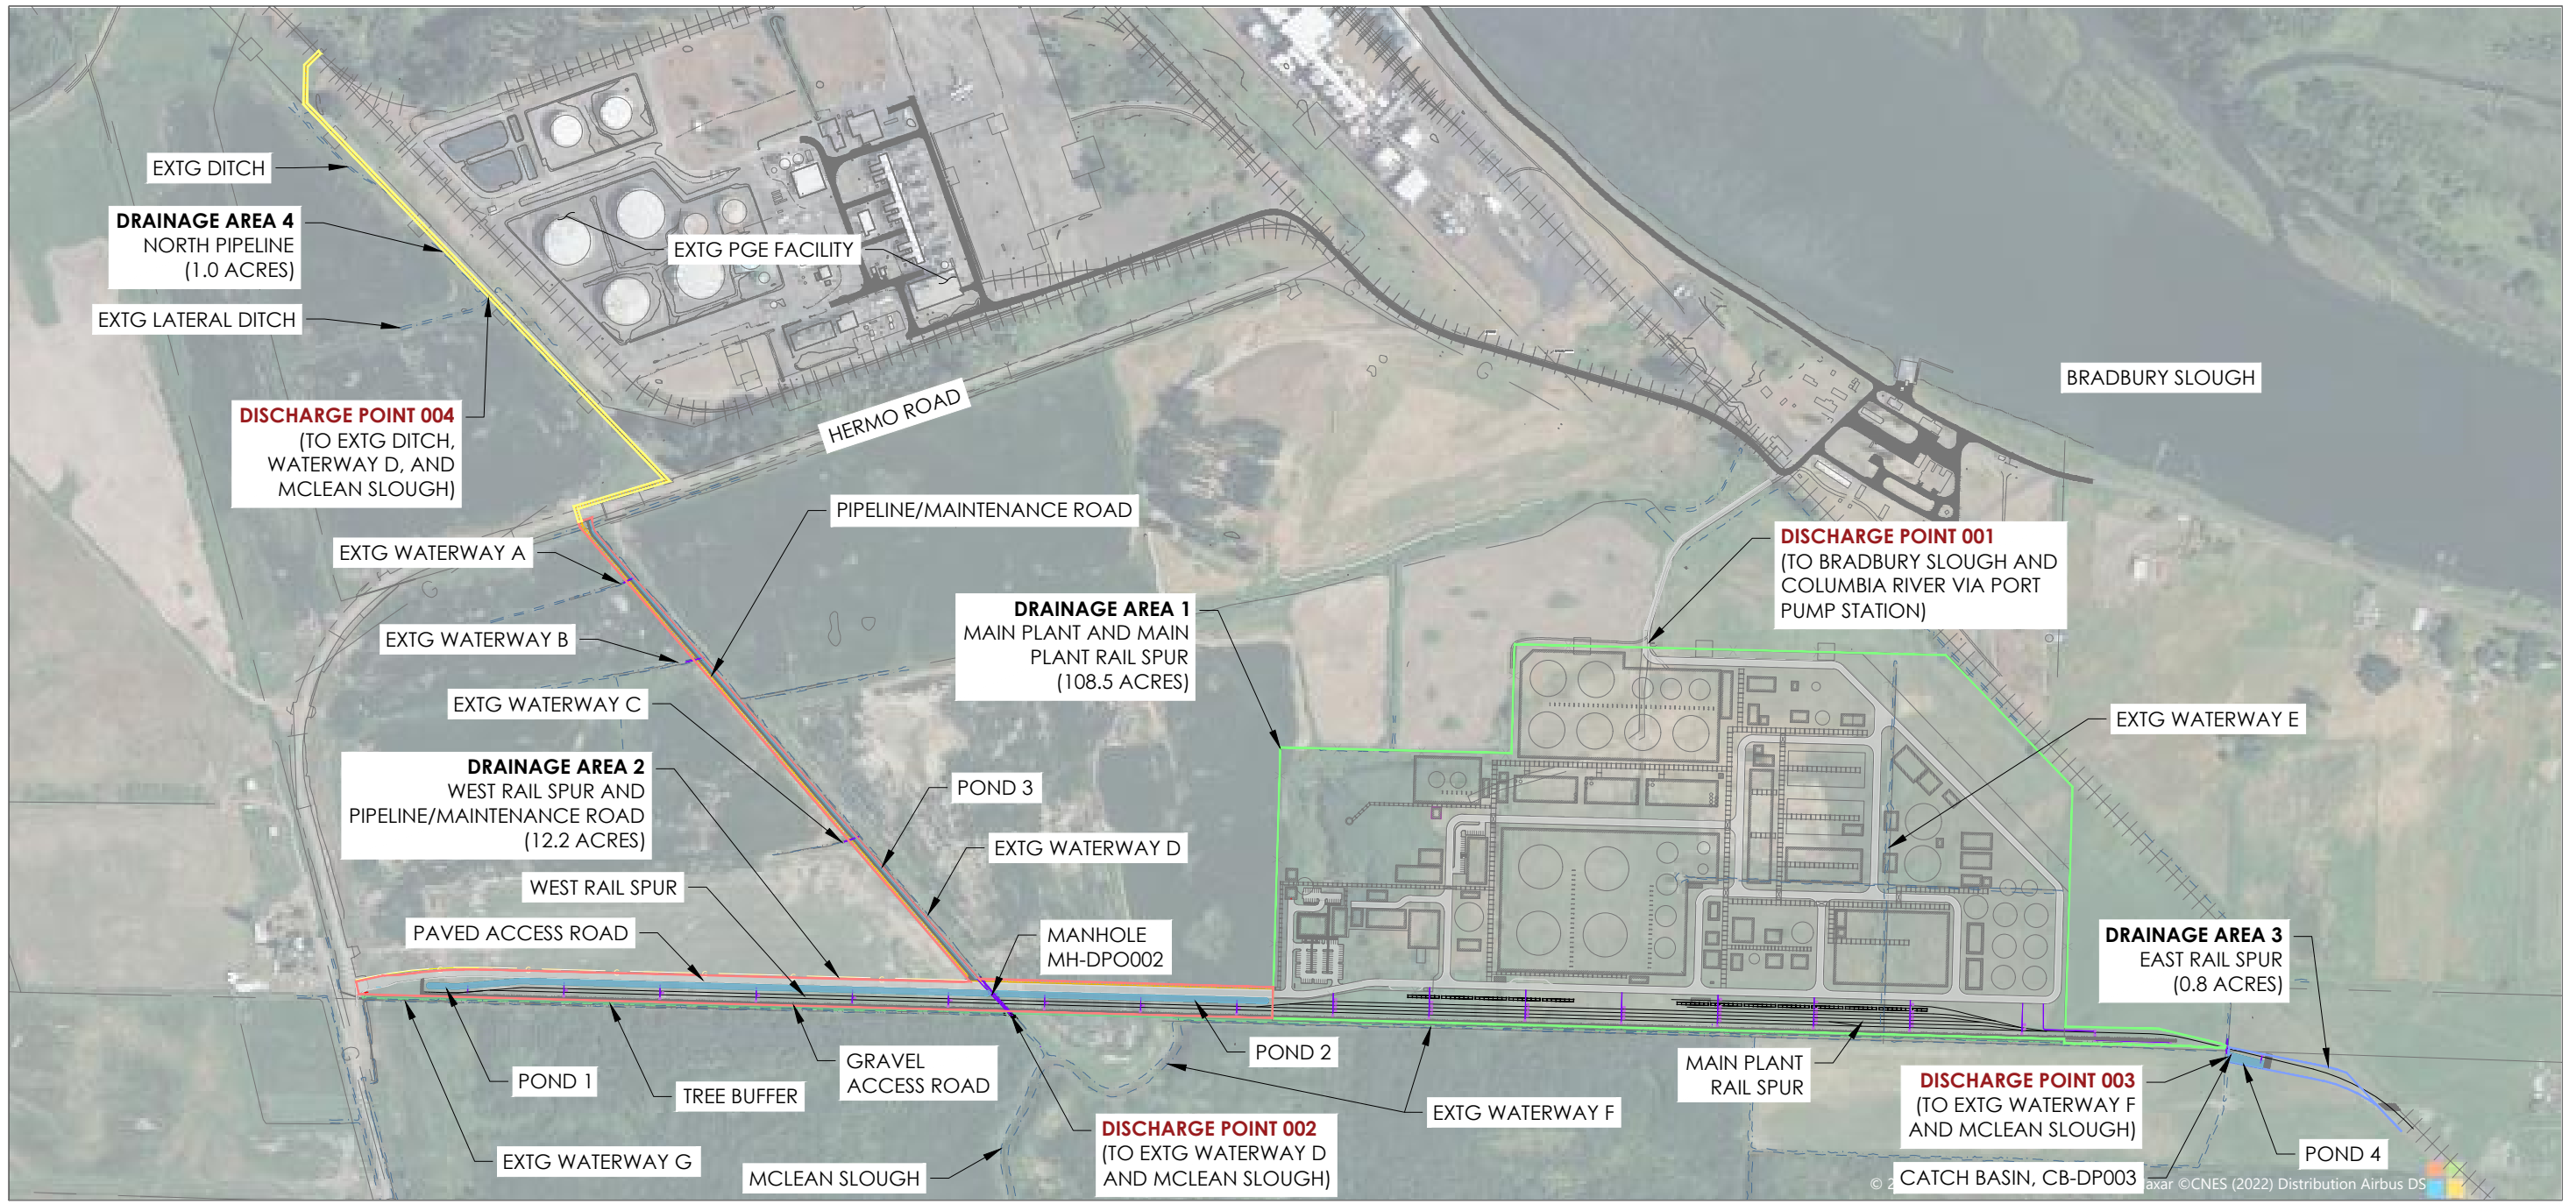 EXTG DITCH
DRAINAGE AREA 4
NORTH PIPELINE
(1.0 ACRES)
EXTG LATERAL DITCH
EXTG PGE FACILITY
DISCHARGE POINT 004
(TO EXTG DITCH,
WATERWAY D, AND
MCLEAN SLOUGH)
HERMO ROAD
BRADBURY SLOUGH
PIPELINE/MAINTENANCE ROAD
EXTG WATERWAY A
EXTG WATERWAY B
EXTG WATERWAY C
DISCHARGE POINT 001
(TO BRADBURY SLOUGH AND
COLUMBIA RIVER VIA PORT
PUMP STATION)
DRAINAGE AREA 1
MAIN PLANT AND MAIN
PLANT RAIL SPUR
(108.5 ACRES)
EXTG WATERWAY E
DRAINAGE AREA 2
WEST RAIL SPUR AND
PIPELINE/MAINTENANCE ROAD
(12.2 ACRES)
POND 3
EXTG WATERWAY D
WEST RAIL SPUR
PAVED ACCESS ROAD
MANHOLE
MH-DPO002
DRAINAGE AREA 3
EAST RAIL SPUR
(0.8 ACRES)
POND 1
TREE BUFFER
GRAVEL
ACCESS ROAD
POND 2
MAIN PLANT
RAIL SPUR
EXTG WATERWAY F
DISCHARGE POINT 003
(TO EXTG WATERWAY F
AND MCLEAN SLOUGH)
EXTG WATERWAY G
MCLEAN SLOUGH
DISCHARGE POINT 002
(TO EXTG WATERWAY D
AND MCLEAN SLOUGH)
POND 4
CATCH BASIN, CB-DP003
G
G
G
©CNES (2022) Distribution Airbus DS